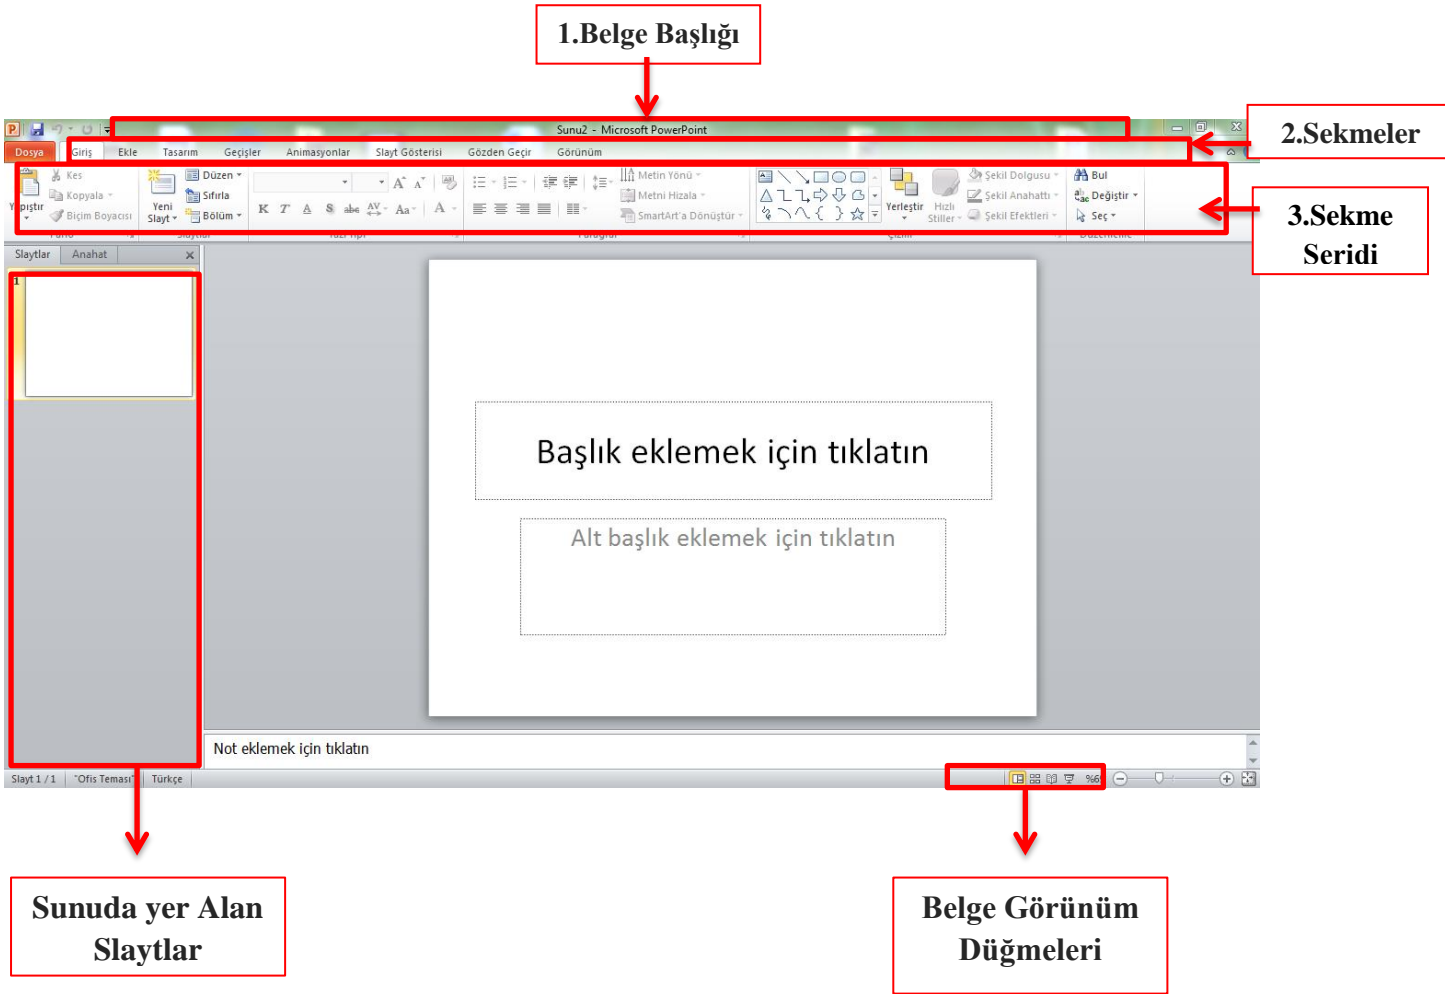 1.Belge Başlığı
Sunu2 - Microsoft PowerPoint
2.Sekmeler
Dosya Giriş Ekle Tasarım Geçişler Animasyonlar Slayt Gösterisi Gözden Geçir Görünüm
Kes
Kopyala
Biçim Boyacısı
Yeni
Slayt
Düzen
Sıfırla
Bölüm
K T A S abc AV Aa A
Metin Yönü
Metni Hizala
SmartArt'a Dönüştür
Yerleştir
Hızlı
Stiller
Şekil Dolgusu
Şekil Anahattı
Şekil Efektleri
Bul
Değiştir
Seç
3.Sekme
Seridi
Slaytlar Anahat
1
Başlık eklemek için tıklatın
Alt başlık eklemek için tıklatın
Not eklemek için tıklatın
Slayt 1 / 1 "Ofis Teması" Türkçe
Sunuda yer Alan
Slaytlar
Belge Görünüm
Düğmeleri